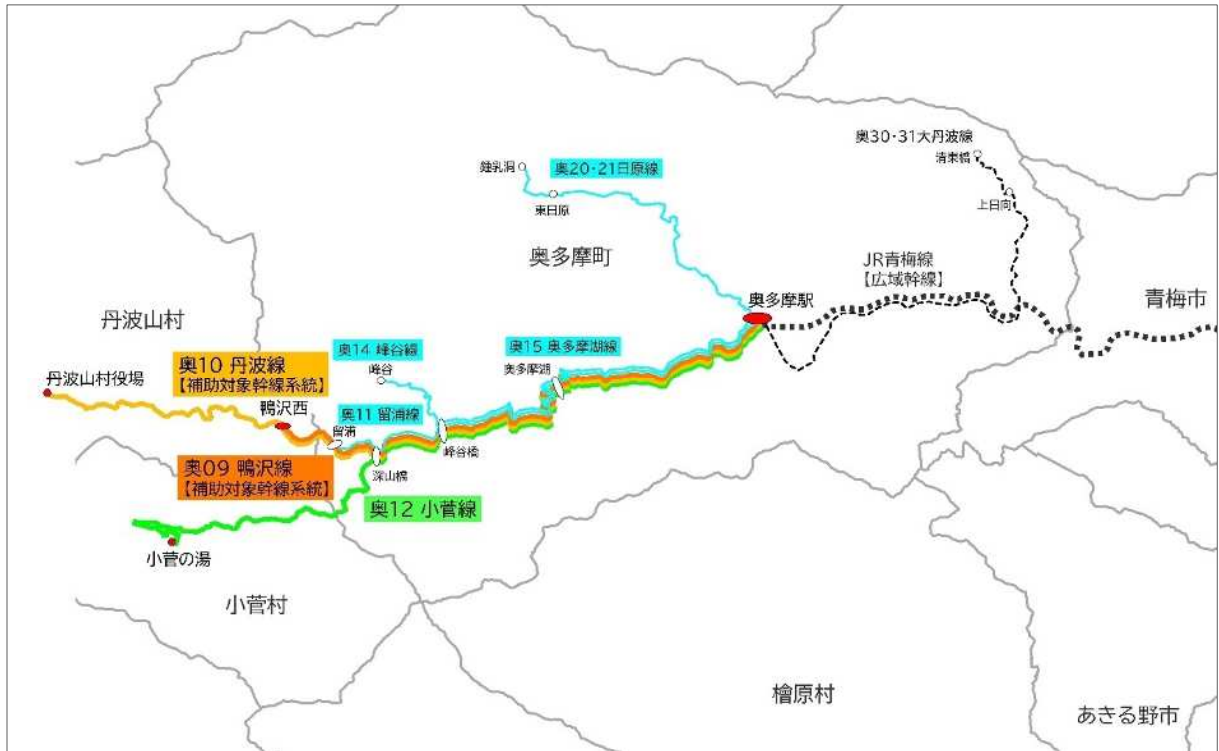 奥30・31大丹波線
清東橋
鍾乳洞
奥20・21日原線
東日原
上日向
奥多摩町
JR青梅線
【広域幹線】
奥多摩駅
青梅市
丹波山村
奥14 峰谷線
峰谷
奥15 奥多摩湖線
奥多摩湖
奥10 丹波線
【補助対象幹線系統】
丹波山村役場
鴨沢西
奥11 留浦線
留浦
峰谷橋
奥09 鴨沢線
【補助対象幹線系統】
深山橋
奥12 小菅線
小菅の湯
小菅村
檜原村
あきる野市